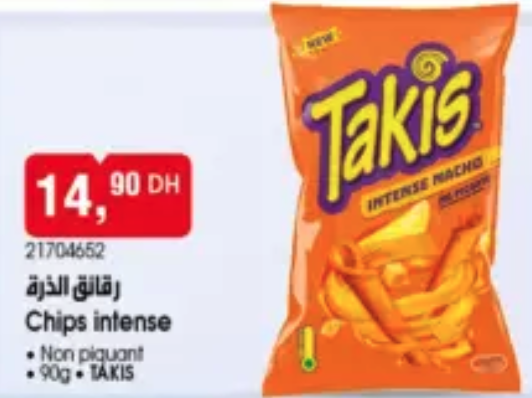 14,90 DH
21704652
رقائق الذرة
Chips intense
• Non piquant
• 90g • TAKIS
NEW
Takis
INTENSE NACHO